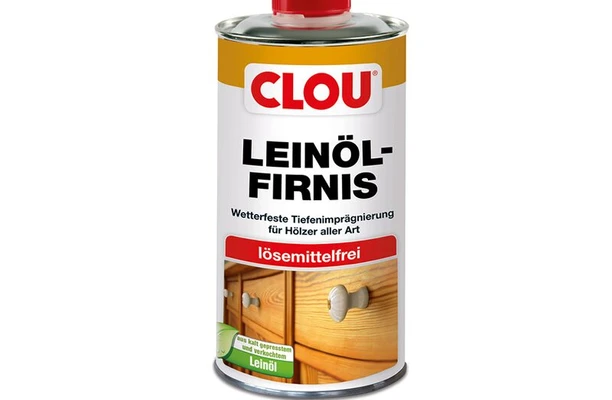 CLOU®
LEINÖL-
FIRNIS
Wetterfeste Tiefenimprägnierung
für Hölzer aller Art
lösemittelfrei
aus kalt gepresstem
und verkochtem
Leinöl